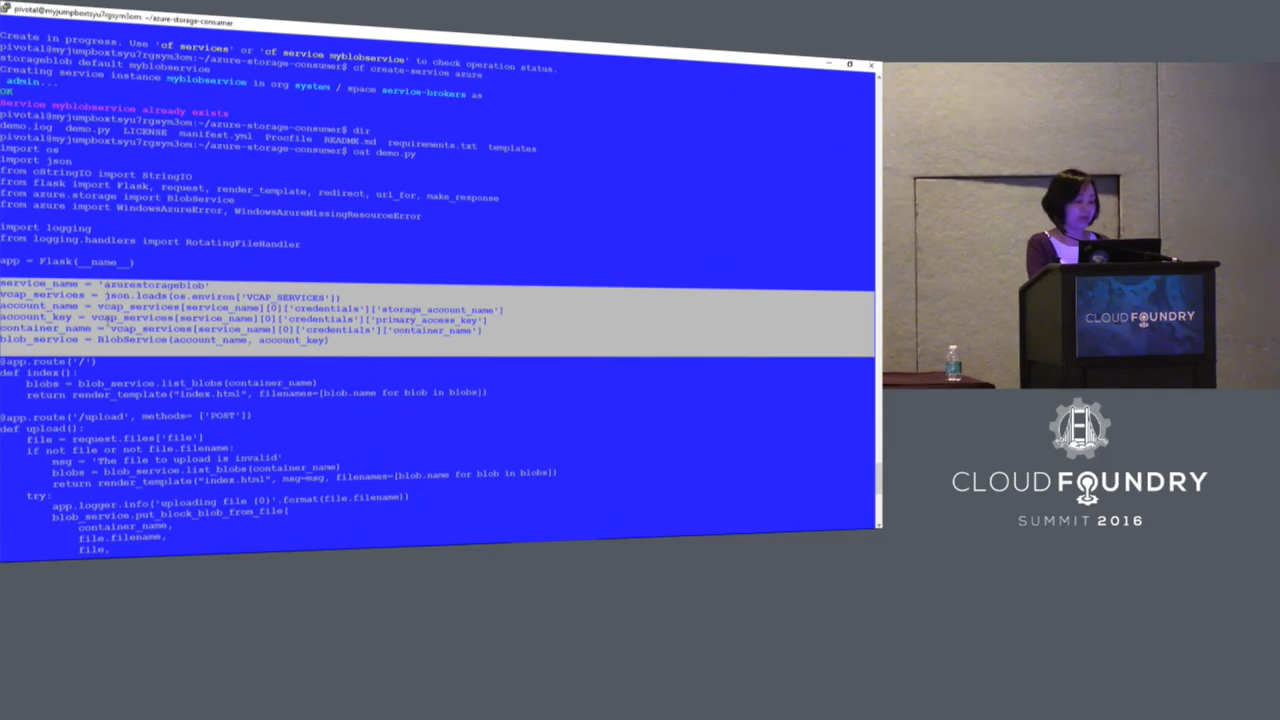 pivotal@myjumpboxtsyu7rgsym3om: ~/azure-storage-consumer
Create in progress. Use 'cf services' or 'cf service myblobservice' to check operation status.
pivotal@myjumpboxtsyu7rgsym3om:~/azure-storage-consumer$ cf create-service azure
storageblob default myblobservice
Creating service instance myblobservice in org system / space service-brokers as
admin...
OK
Service myblobservice already exists
pivotal@myjumpboxtsyu7rgsym3om:~/azure-storage-consumer$ dir
demo.log demo.py LICENSE manifest.yml Procfile README.md requirements.txt templates
pivotal@myjumpboxtsyu7rgsym3om:~/azure-storage-consumer$ cat demo.py
import os
import json
from cStringIO import StringIO
from flask import Flask, request, render_template, redirect, url_for, make_response
from azure.storage import BlobService
from azure import WindowsAzureError, WindowsAzureMissingResourceError
import logging
from logging.handlers import RotatingFileHandler
app = Flask(__name__)
service_name = 'azurestorageblob'
vcap_services = json.loads(os.environ['VCAP_SERVICES'])
account_name = vcap_services[service_name][0]['credentials']['storage_account_name']
account_key = vcap_services[service_name][0]['credentials']['primary_access_key']
container_name = vcap_services[service_name][0]['credentials']['container_name']
blob_service = BlobService(account_name, account_key)
@app.route('/')
def index():
blobs = blob_service.list_blobs(container_name)
return render_template("index.html", filenames=[blob.name for blob in blobs])
@app.route('/upload', methods= ['POST'])
def upload():
file = request.files['file']
if not file or not file.filename:
msg = 'The file to upload is invalid'
blobs = blob_service.list_blobs(container_name)
return render_template("index.html", msg=msg, filenames=[blob.name for blob in blobs])
try:
app.logger.info('uploading file {0}'.format(file.filename))
blob_service.put_block_blob_from_file(
container_name,
file.filename,
file,
CLOUD FOUNDRY
CLOUD FOUNDRY
SUMMIT 2016